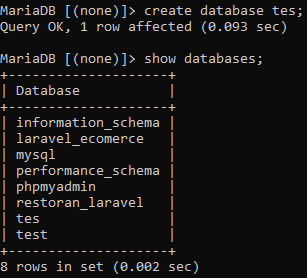 MariaDB [(none)]> create database tes;
Query OK, 1 row affected (0.093 sec)
MariaDB [(none)]> show databases;
+--------------------+
| Database           |
+--------------------+
| information_schema |
| laravel_ecomerce   |
| mysql              |
| performance_schema |
| phpmyadmin         |
| restoran_laravel   |
| tes                |
| test               |
+--------------------+
8 rows in set (0.002 sec)